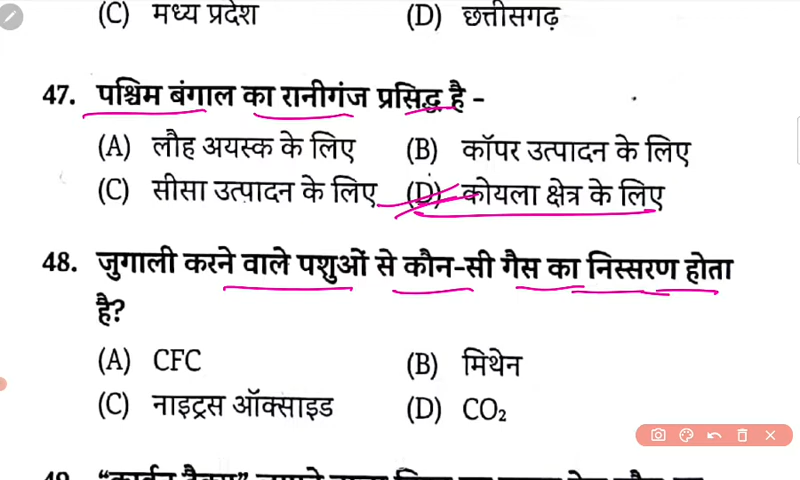 (C) मध्य प्रदेश (D) छत्तीसगढ़
47. पश्चिम बंगाल का रानीगंज प्रसिद्ध है -
(A) लौह अयस्क के लिए (B) कॉपर उत्पादन के लिए
(C) सीसा उत्पादन के लिए (D) कोयला क्षेत्र के लिए
48. जुगाली करने वाले पशुओं से कौन-सी गैस का निस्सरण होता
है?
(A) CFC (B) मिथेन
(C) नाइट्रस ऑक्साइड (D) CO₂